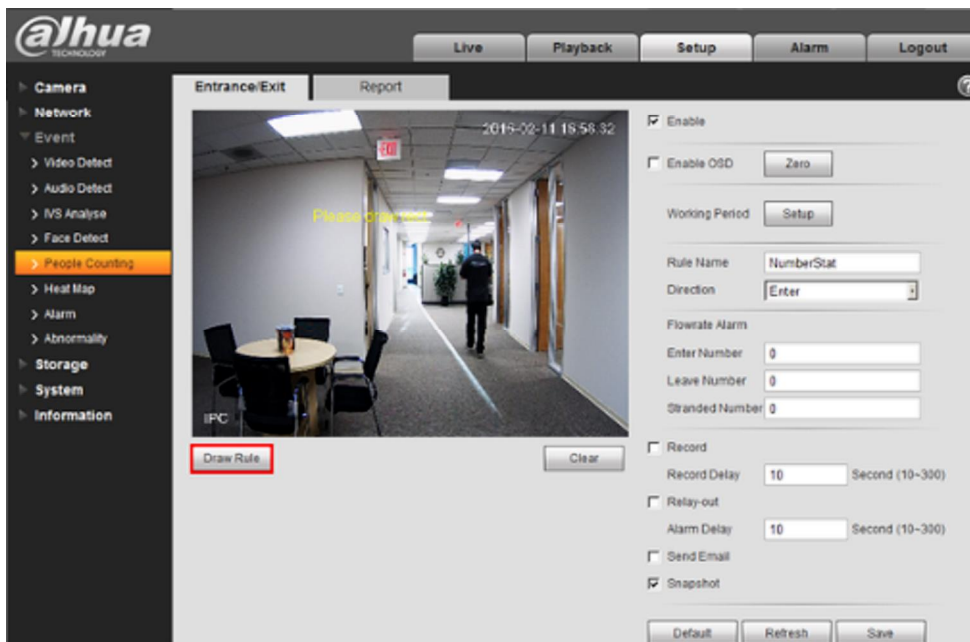 alhua
TECHNOLOGY
Live
Playback
Setup
Alarm
Logout
Camera
Network
Event
Video Detect
Audio Detect
IVS Analyse
Face Detect
People Counting
Heat Map
Alarm
Abnormality
Storage
System
Information
Entrance/Exit
Report
?
2016-02-11 16:58:32
EXIT
Please draw rect
IPC
Draw Rule
Clear
Enable
Enable OSD Zero
Working Period Setup
Rule Name NumberStat
Direction Enter
Flowrate Alarm
Enter Number 0
Leave Number 0
Stranded Number 0
Record
Record Delay 10 Second (10~300)
Relay-out
Alarm Delay 10 Second (10~300)
Send Email
Snapshot
Default Refresh Save